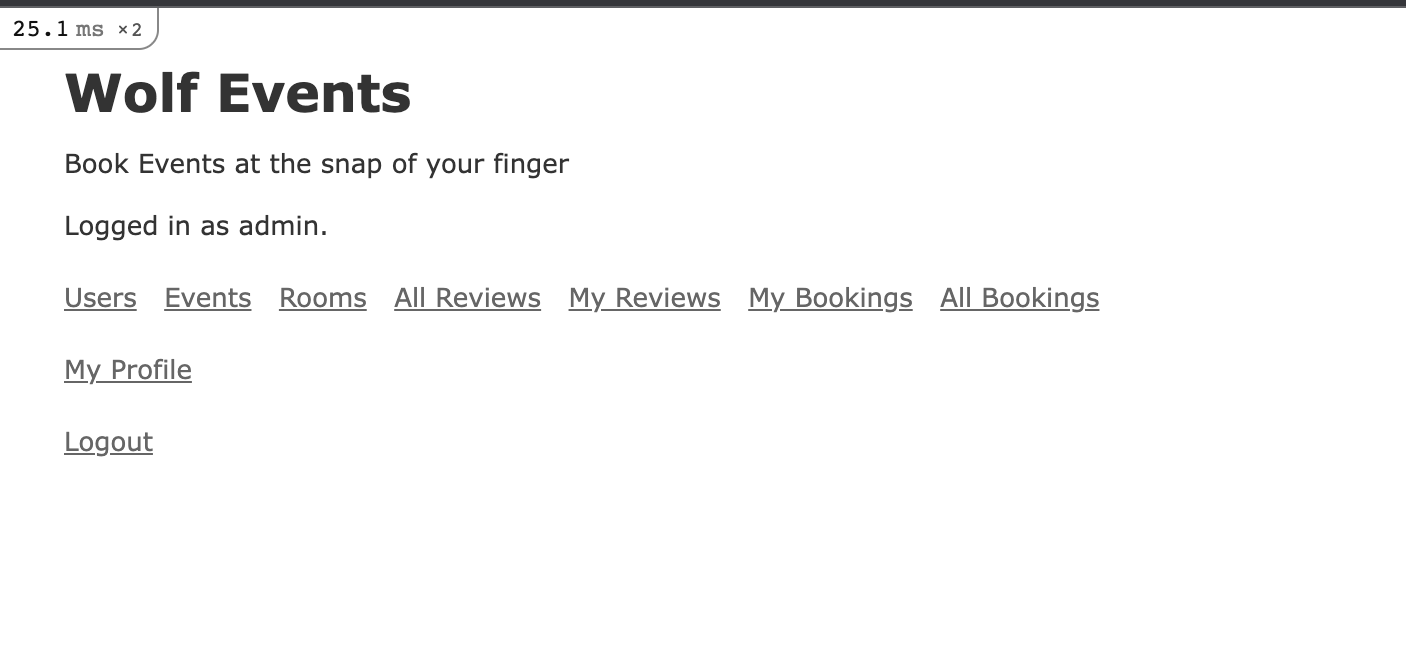 25.1 ms ×2
Wolf Events
Book Events at the snap of your finger
Logged in as admin.
Users Events Rooms All Reviews My Reviews My Bookings All Bookings
My Profile
Logout